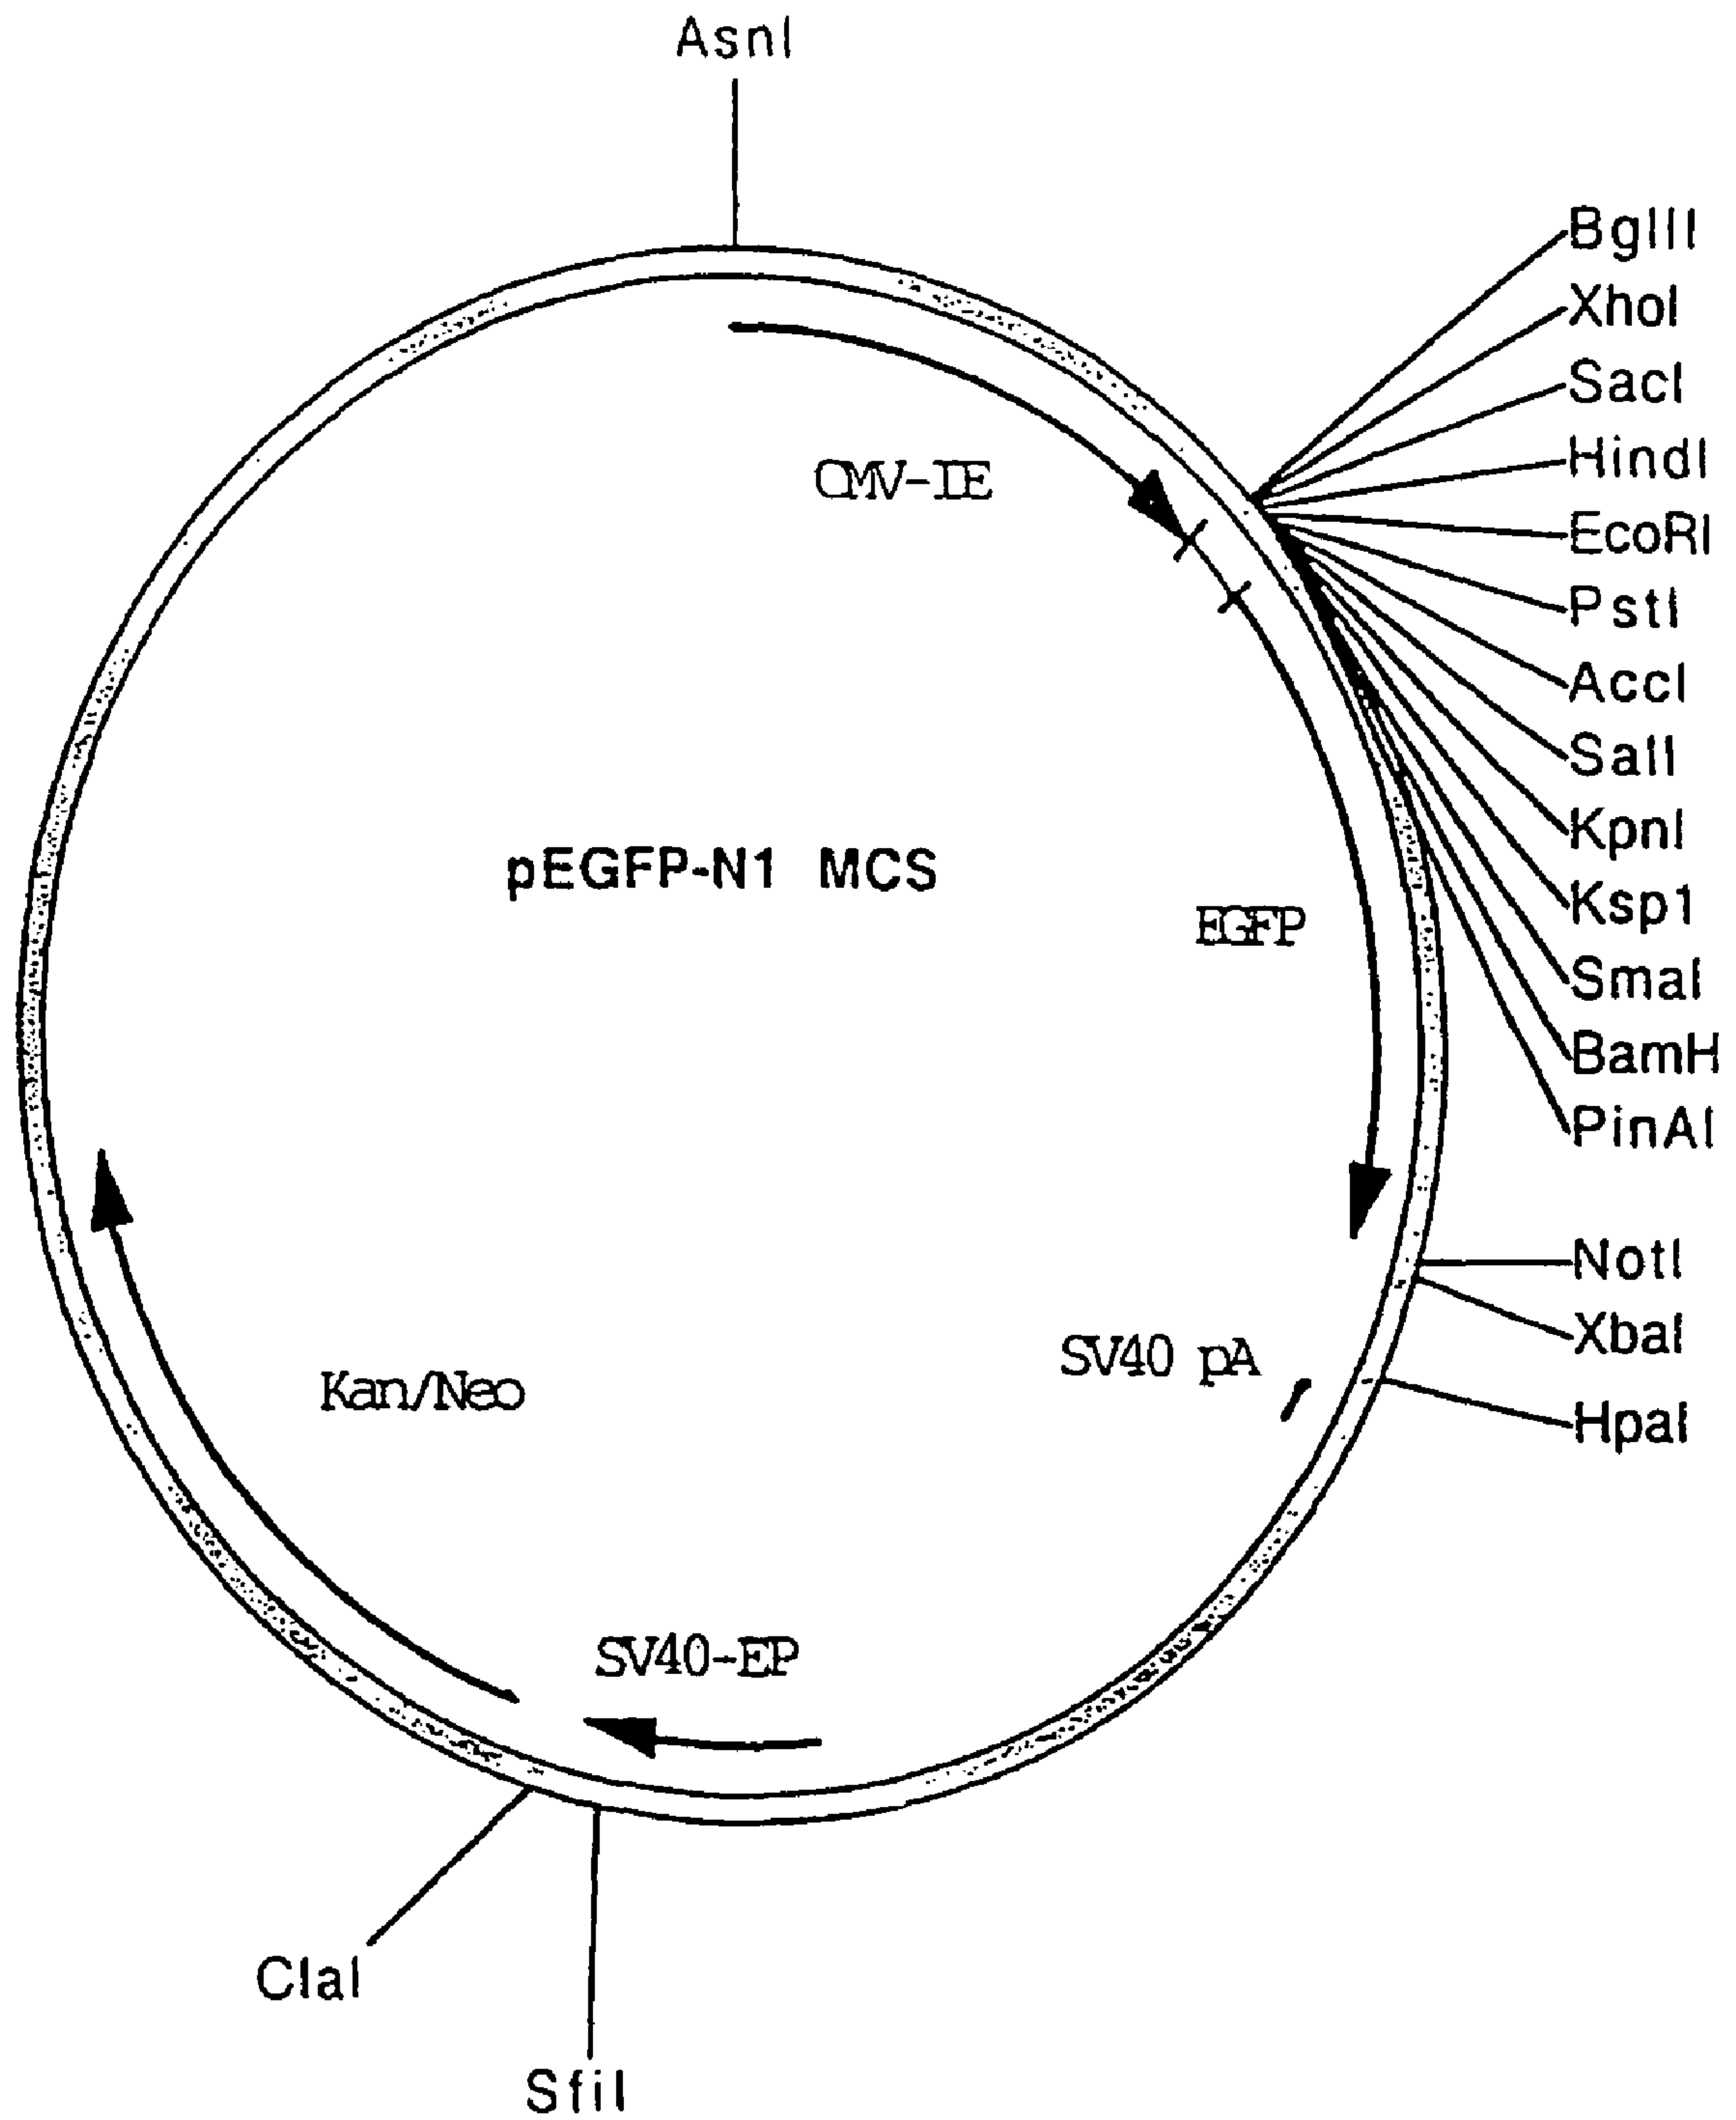 AsnI
BglII
XhoI
SacI
HindI
EcoRI
PstI
AccI
SalI
KpnI
Ksp1
SmaI
BamH
PinAI
NotI
XbaI
HpaI
CMV-IE
pEGFP-N1 MCS
EGFP
SV40 pA
Kan/Neo
SV40-EP
ClaI
SfiI